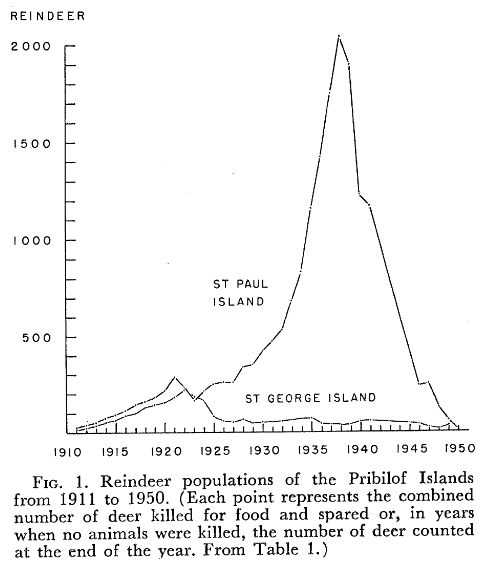 REINDEER
2000
1500
1000
ST PAUL
ISLAND
500
ST GEORGE ISLAND
1910 1915 1920 1925 1930 1935 1940 1945 1950
FIG. 1. Reindeer populations of the Pribilof Islands
from 1911 to 1950. (Each point represents the combined
number of deer killed for food and spared or, in years
when no animals were killed, the number of deer counted
at the end of the year. From Table 1.)